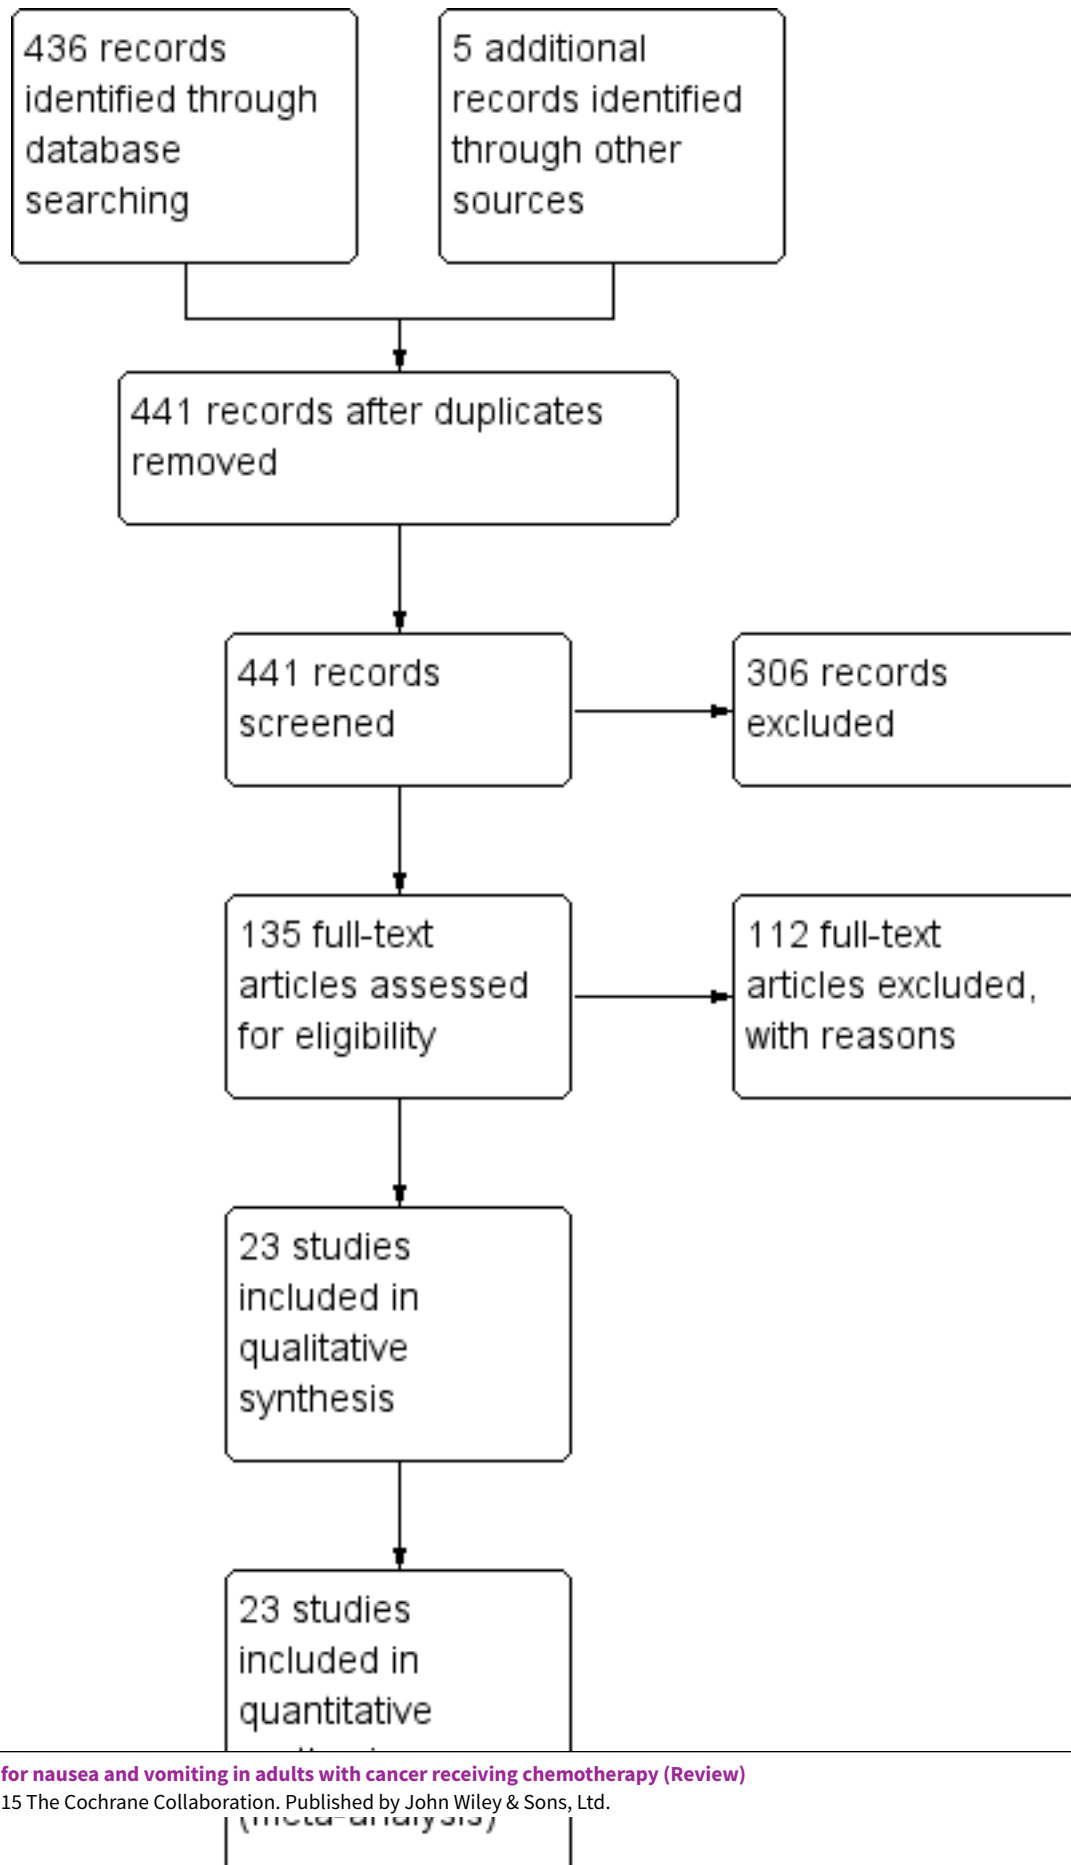 436 records
identified through
database
searching
5 additional
records identified
through other
sources
441 records after duplicates
removed
441 records
screened
306 records
excluded
135 full-text
articles assessed
for eligibility
112 full-text
articles excluded,
with reasons
23 studies
included in
qualitative
synthesis
23 studies
included in
quantitative
for nausea and vomiting in adults with cancer receiving chemotherapy (Review)
15 The Cochrane Collaboration. Published by John Wiley & Sons, Ltd.
(meta-analysis)